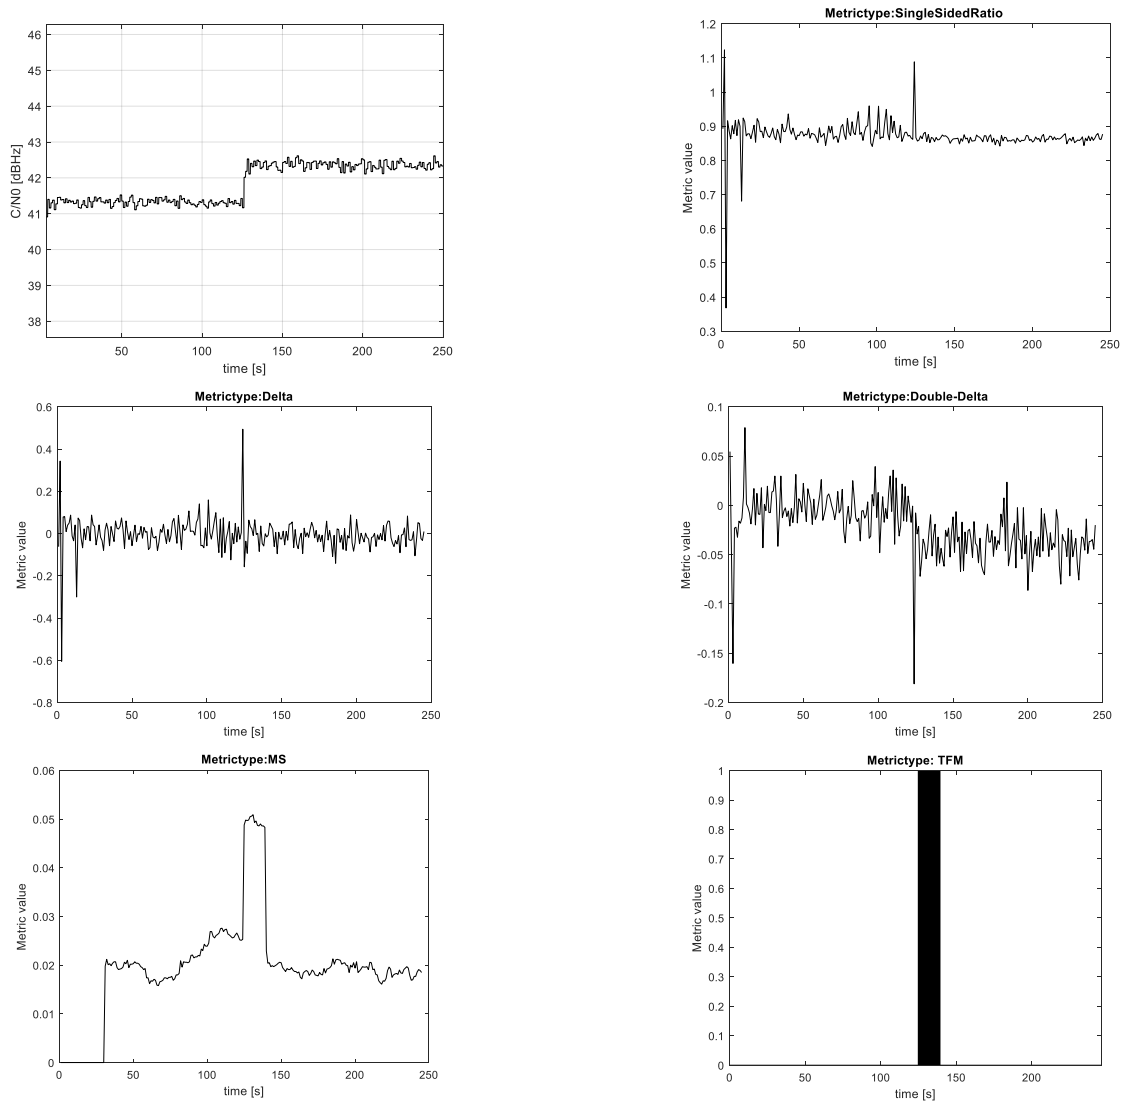 46
45
44
43
42
41
40
39
38
C/N0 [dBHz]
50 100 150 200 250
time [s]
Metrictype:SingleSidedRatio
1.2
1.1
1
0.9
0.8
0.7
0.6
0.5
0.4
0.3
Metric value
0 50 100 150 200 250
time [s]
Metrictype:Delta
0.6
0.4
0.2
0
-0.2
-0.4
-0.6
-0.8
Metric value
0 50 100 150 200 250
time [s]
Metrictype:Double-Delta
0.1
0.05
0
-0.05
-0.1
-0.15
-0.2
Metric value
0 50 100 150 200 250
time [s]
Metrictype:MS
0.06
0.05
0.04
0.03
0.02
0.01
0
Metric value
0 50 100 150 200 250
time [s]
Metrictype: TFM
1
0.9
0.8
0.7
0.6
0.5
0.4
0.3
0.2
0.1
0
Metric value
0 50 100 150 200
time [s]